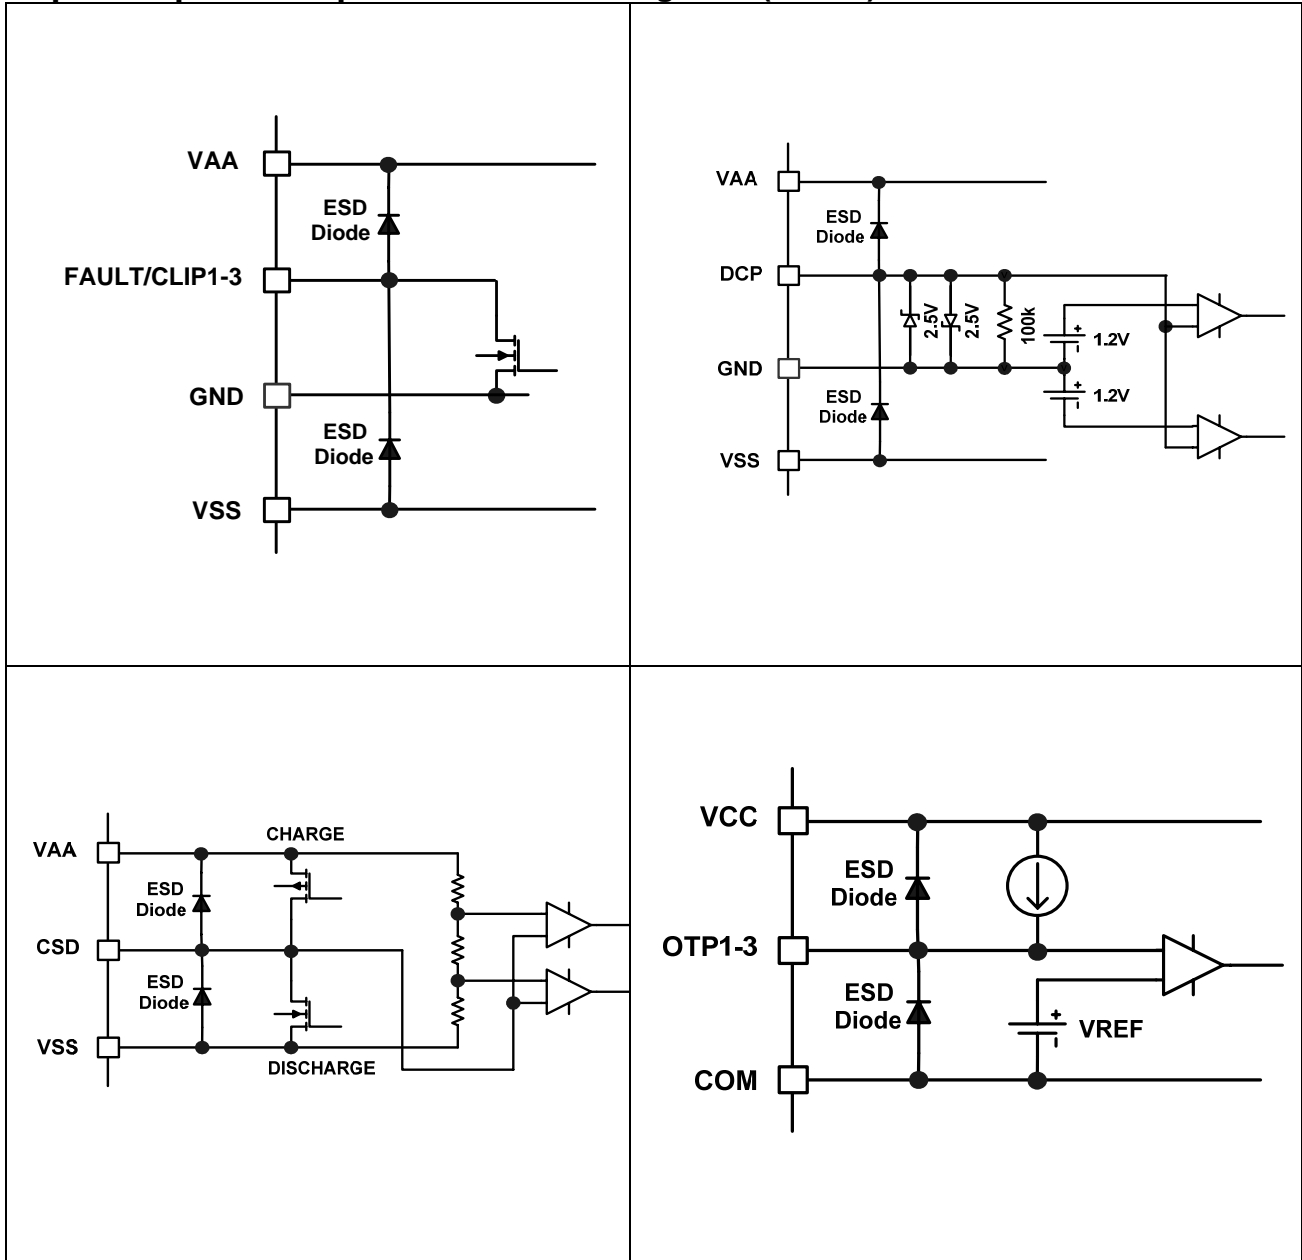 VAA
ESD
Diode
FAULT/CLIP1-3
GND
ESD
Diode
VSS
VAA
ESD
Diode
DCP
2.5V
2.5V
100k
+
1.2V
GND
+
1.2V
ESD
Diode
VSS
CHARGE
VAA
ESD
Diode
CSD
ESD
Diode
VSS
DISCHARGE
VCC
ESD
Diode
OTP1-3
ESD
Diode
+
VREF
COM